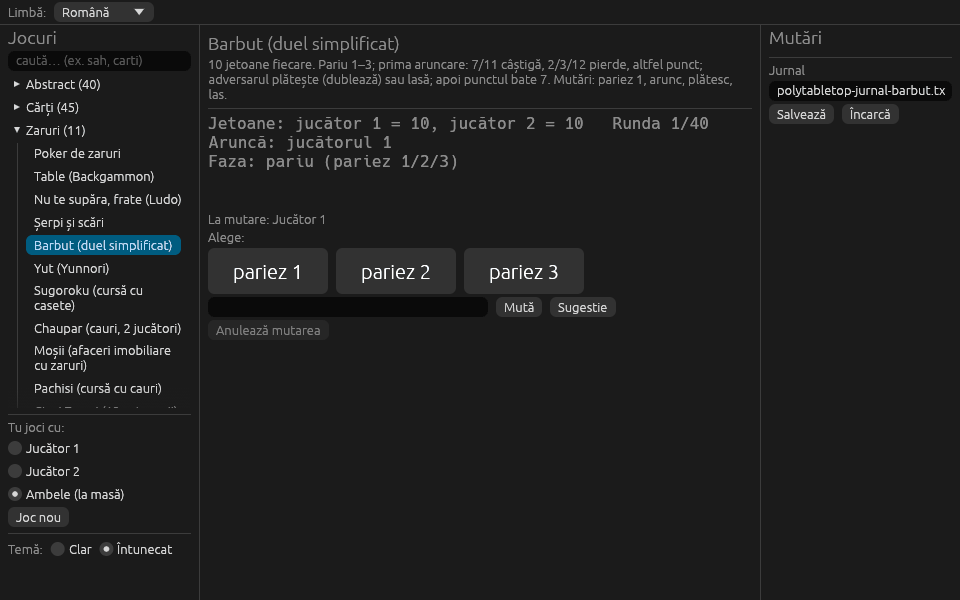 Limbă: Română
Jocuri
caută... (ex. sah, carti)
Abstract (40)
Cărți (45)
Zaruri (11)
Poker de zaruri
Table (Backgammon)
Nu te supăra, frate (Ludo)
Șerpi și scări
Barbut (duel simplificat)
Yut (Yunnori)
Sugoroku (cursă cu
casete)
Chaupar (cauri, 2 jucători)
Moșii (afaceri imobiliare
cu zaruri)
Pachisi (cursă cu cauri)
Tu joci cu:
Jucător 1
Jucător 2
Ambele (la masă)
Joc nou
Temă: Clar Întunecat
Barbut (duel simplificat)
10 jetoane fiecare. Pariu 1–3; prima aruncare: 7/11 câștigă, 2/3/12 pierde, altfel punct;
adversarul plătește (dublează) sau lasă; apoi punctul bate 7. Mutări: pariez 1, arunc, plătesc,
las.
Jetoane: jucător 1 = 10, jucător 2 = 10 Runda 1/40
Aruncă: jucătorul 1
Faza: pariu (pariez 1/2/3)
La mutare: Jucător 1
Alege:
pariez 1 pariez 2 pariez 3
Mută Sugestie
Anulează mutarea
Mutări
Jurnal
polytabletop-jurnal-barbut.tx
Salvează Încarcă